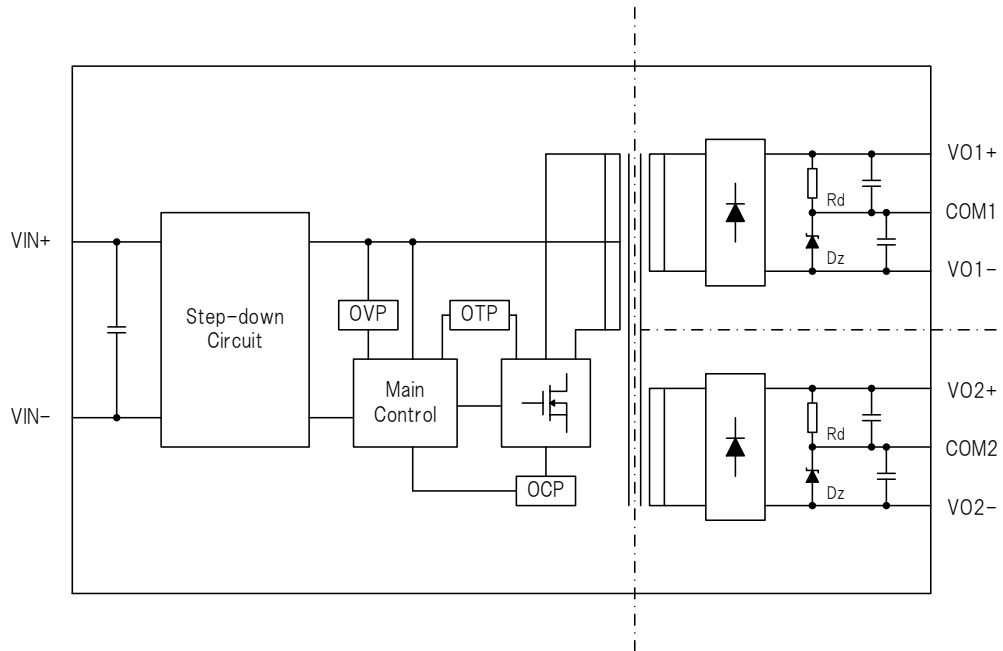 VO1+
Rd
COM1
VIN+
Dz
VO1-
OVP
OTP
Step-down
Circuit
Main
Control
VO2+
VIN-
Rd
COM2
OCP
Dz
VO2-